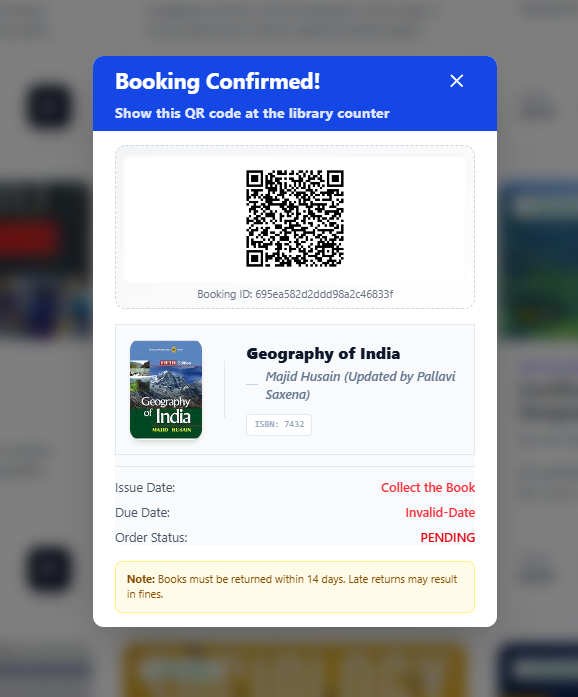 Booking Confirmed!
Show this QR code at the library counter
Booking ID: 695ea582d2ddd98a2c46833f
FIFTH Edition
Geography
of India
MAJID HUSAIN
Geography of India
— Majid Husain (Updated by Pallavi
Saxena)
ISBN: 7432
Issue Date: Collect the Book
Due Date: Invalid-Date
Order Status: PENDING
Note: Books must be returned within 14 days. Late returns may result
in fines.